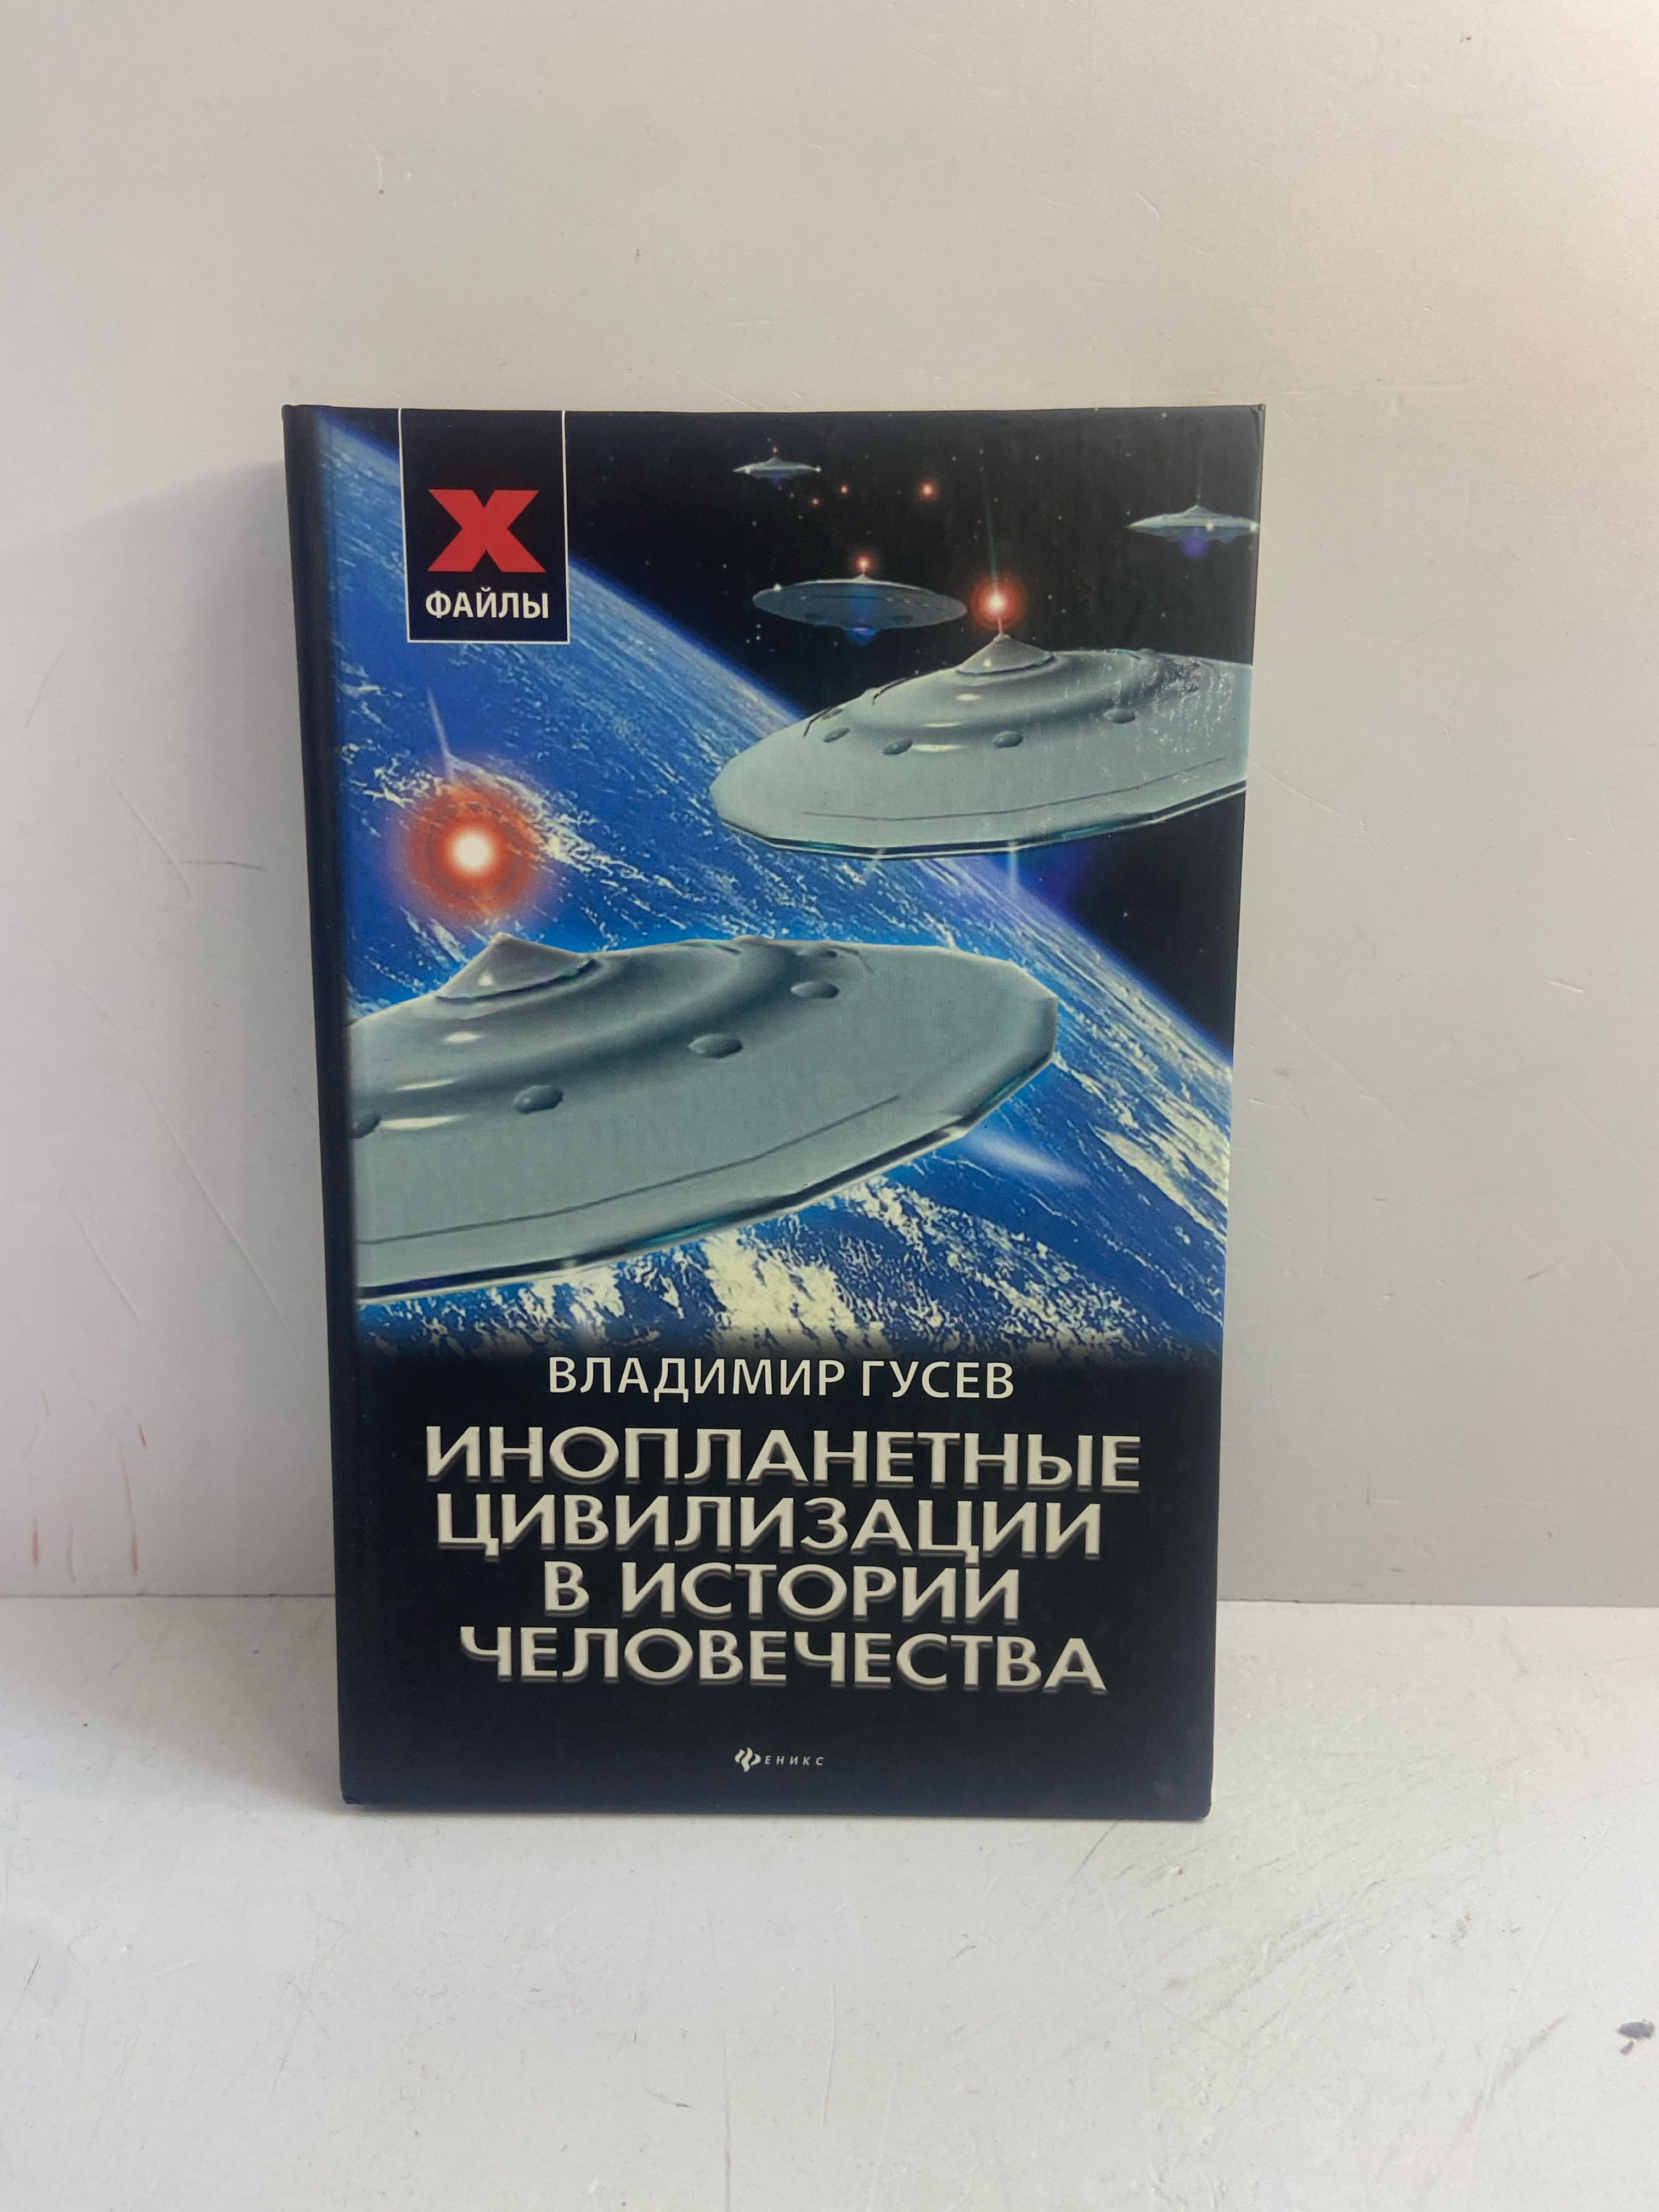 Х
ФАЙЛЫ
ВЛАДИМИР ГУСЕВ
ИНОПЛАНЕТНЫЕ
ЦИВИЛИЗАЦИИ
В ИСТОРИИ
ЧЕЛОВЕЧЕСТВА
ФЕНИКС